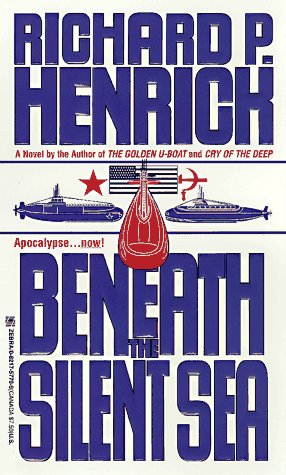 RICHARD P.
HENRICK
A Novel by the Author of THE GOLDEN U-BOAT and CRY OF THE DEEP
Apocalypse...now!
BENEATH
THE
SILENT SEA
ZEBRA